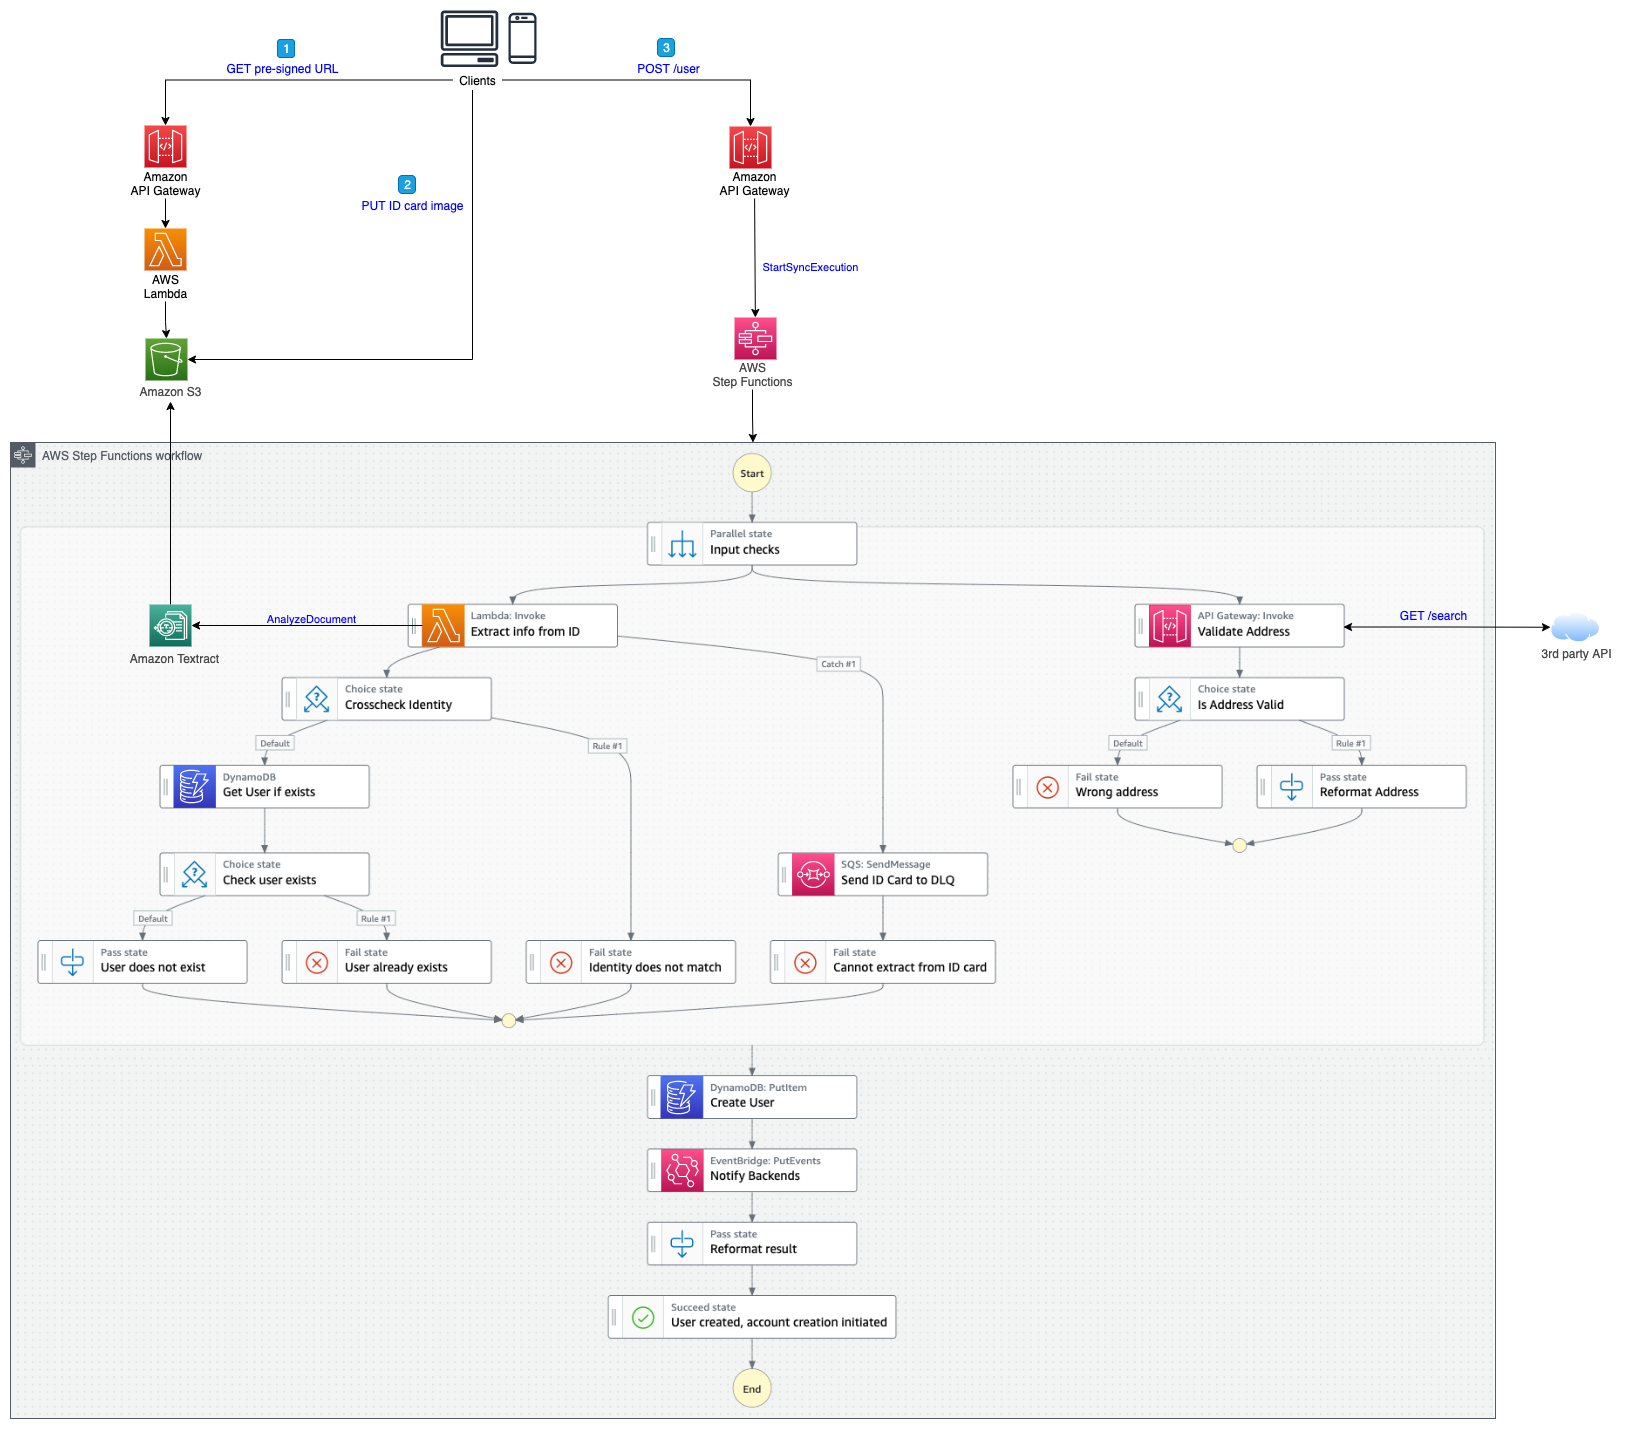 1
GET pre-signed URL
3
POST /user
Clients
Amazon
API Gateway
2
PUT ID card image
Amazon
API Gateway
AWS
Lambda
StartSyncExecution
Amazon S3
AWS
Step Functions
AWS Step Functions workflow
Start
Parallel state
Input checks
Amazon Textract
AnalyzeDocument
Lambda: Invoke
Extract info from ID
API Gateway: Invoke
Validate Address
GET /search
3rd party API
Catch #1
Choice state
Crosscheck Identity
Choice state
Is Address Valid
Default
Rule #1
Default
Rule #1
DynamoDB
Get User if exists
Fail state
Wrong address
Pass state
Reformat Address
Choice state
Check user exists
SQS: SendMessage
Send ID Card to DLQ
Default
Rule #1
Pass state
User does not exist
Fail state
User already exists
Fail state
Identity does not match
Fail state
Cannot extract from ID card
DynamoDB: PutItem
Create User
EventBridge: PutEvents
Notify Backends
Pass state
Reformat result
Succeed state
User created, account creation initiated
End